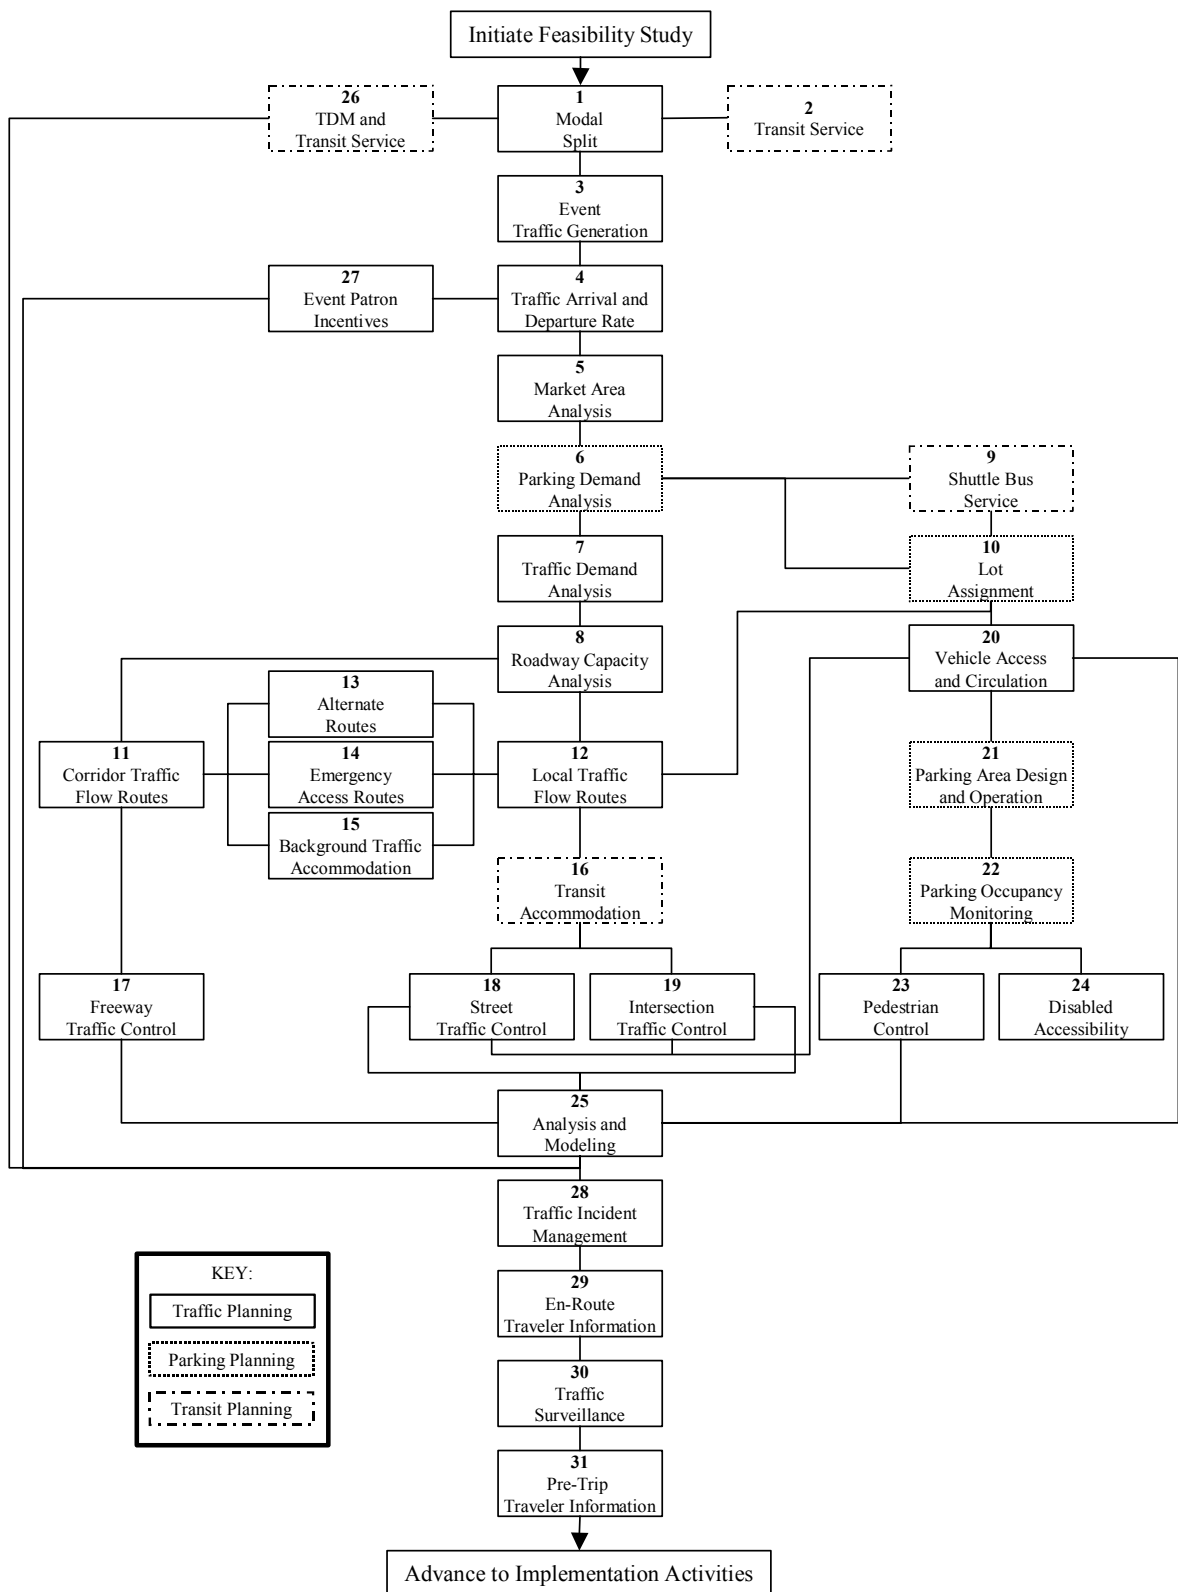 Initiate Feasibility Study
26
TDM and
Transit Service
1
Modal
Split
2
Transit Service
3
Event
Traffic Generation
27
Event Patron
Incentives
4
Traffic Arrival and
Departure Rate
5
Market Area
Analysis
6
Parking Demand
Analysis
9
Shuttle Bus
Service
7
Traffic Demand
Analysis
10
Lot
Assignment
8
Roadway Capacity
Analysis
20
Vehicle Access
and Circulation
13
Alternate
Routes
11
Corridor Traffic
Flow Routes
14
Emergency
Access Routes
12
Local Traffic
Flow Routes
21
Parking Area Design
and Operation
15
Background Traffic
Accommodation
16
Transit
Accommodation
22
Parking Occupancy
Monitoring
17
Freeway
Traffic Control
18
Street
Traffic Control
19
Intersection
Traffic Control
23
Pedestrian
Control
24
Disabled
Accessibility
25
Analysis and
Modeling
28
Traffic Incident
Management
KEY:
Traffic Planning
Parking Planning
Transit Planning
29
En-Route
Traveler Information
30
Traffic
Surveillance
31
Pre-Trip
Traveler Information
Advance to Implementation Activities